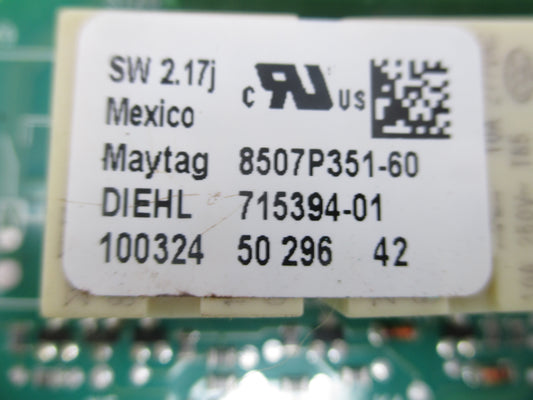 SW 2.17j
C US
Mexico
Maytag 8507P351-60
DIEHL 715394-01
100324 50 296 42